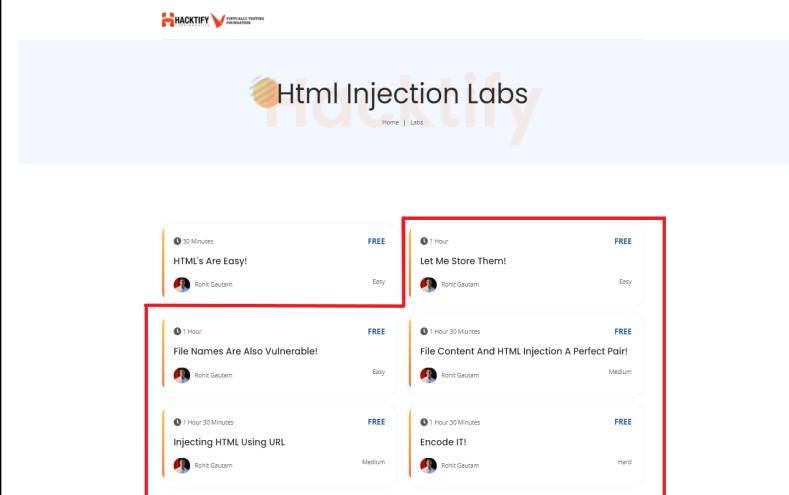 HACKTIFY
VIRTUALLY TESTING
FOUNDATION
Hacktify
Html Injection Labs
Home | Labs
30 Minutes FREE
HTML's Are Easy!
Rohit Gautam Easy
1 Hour FREE
Let Me Store Them!
Rohit Gautam Easy
1 Hour FREE
File Names Are Also Vulnerable!
Rohit Gautam Easy
1 Hour 30 Miuntes FREE
File Content And HTML Injection A Perfect Pair!
Rohit Gautam Medium
1 Hour 30 Minutes FREE
Injecting HTML Using URL
Rohit Gautam Medium
1 Hour 30 Minutes FREE
Encode IT!
Rohit Gautam Hard